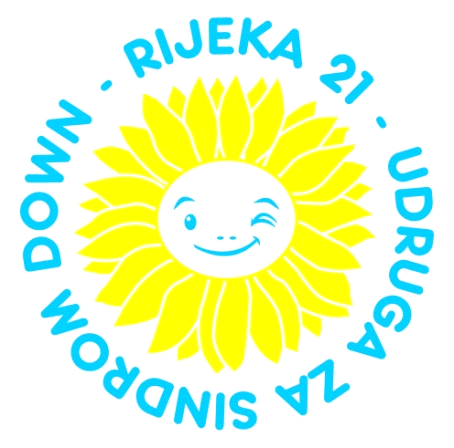 UDRUGA ZA SINDROM DOWN - RIJEKA 21 -